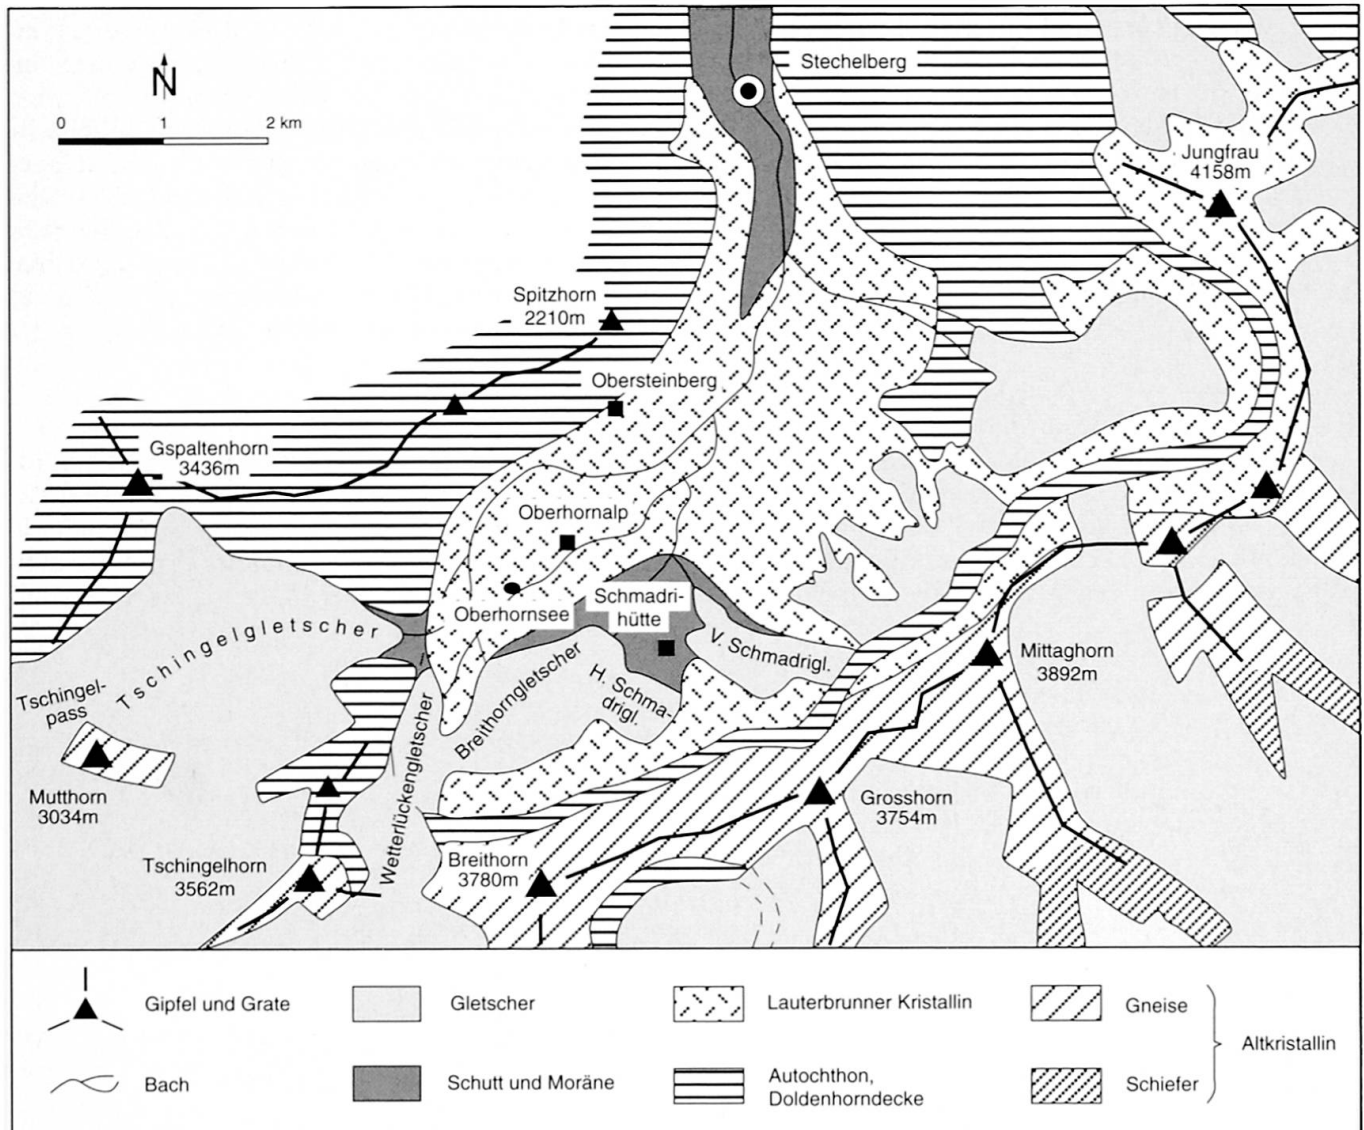 N
0 1 2 km
Stechelberg
Jungfrau
4158m
Spitzhorn
2210m
Obersteinberg
Gspaltenhorn
3436m
Oberhornalp
Oberhornsee
Schmadri-
hütte
Tschingelgletscher
V. Schmadrigl.
Mittaghorn
3892m
Tschingel-
pass
Breithorngletscher
H. Schma-
drigl.
Wetterlückengletscher
Mutthorn
3034m
Grosshorn
3754m
Tschingelhorn
3562m
Breithorn
3780m
Gipfel und Grate
Gletscher
Lauterbrunner Kristallin
Gneise
Altkristallin
Bach
Schutt und Moräne
Autochthon,
Doldenhorndecke
Schiefer